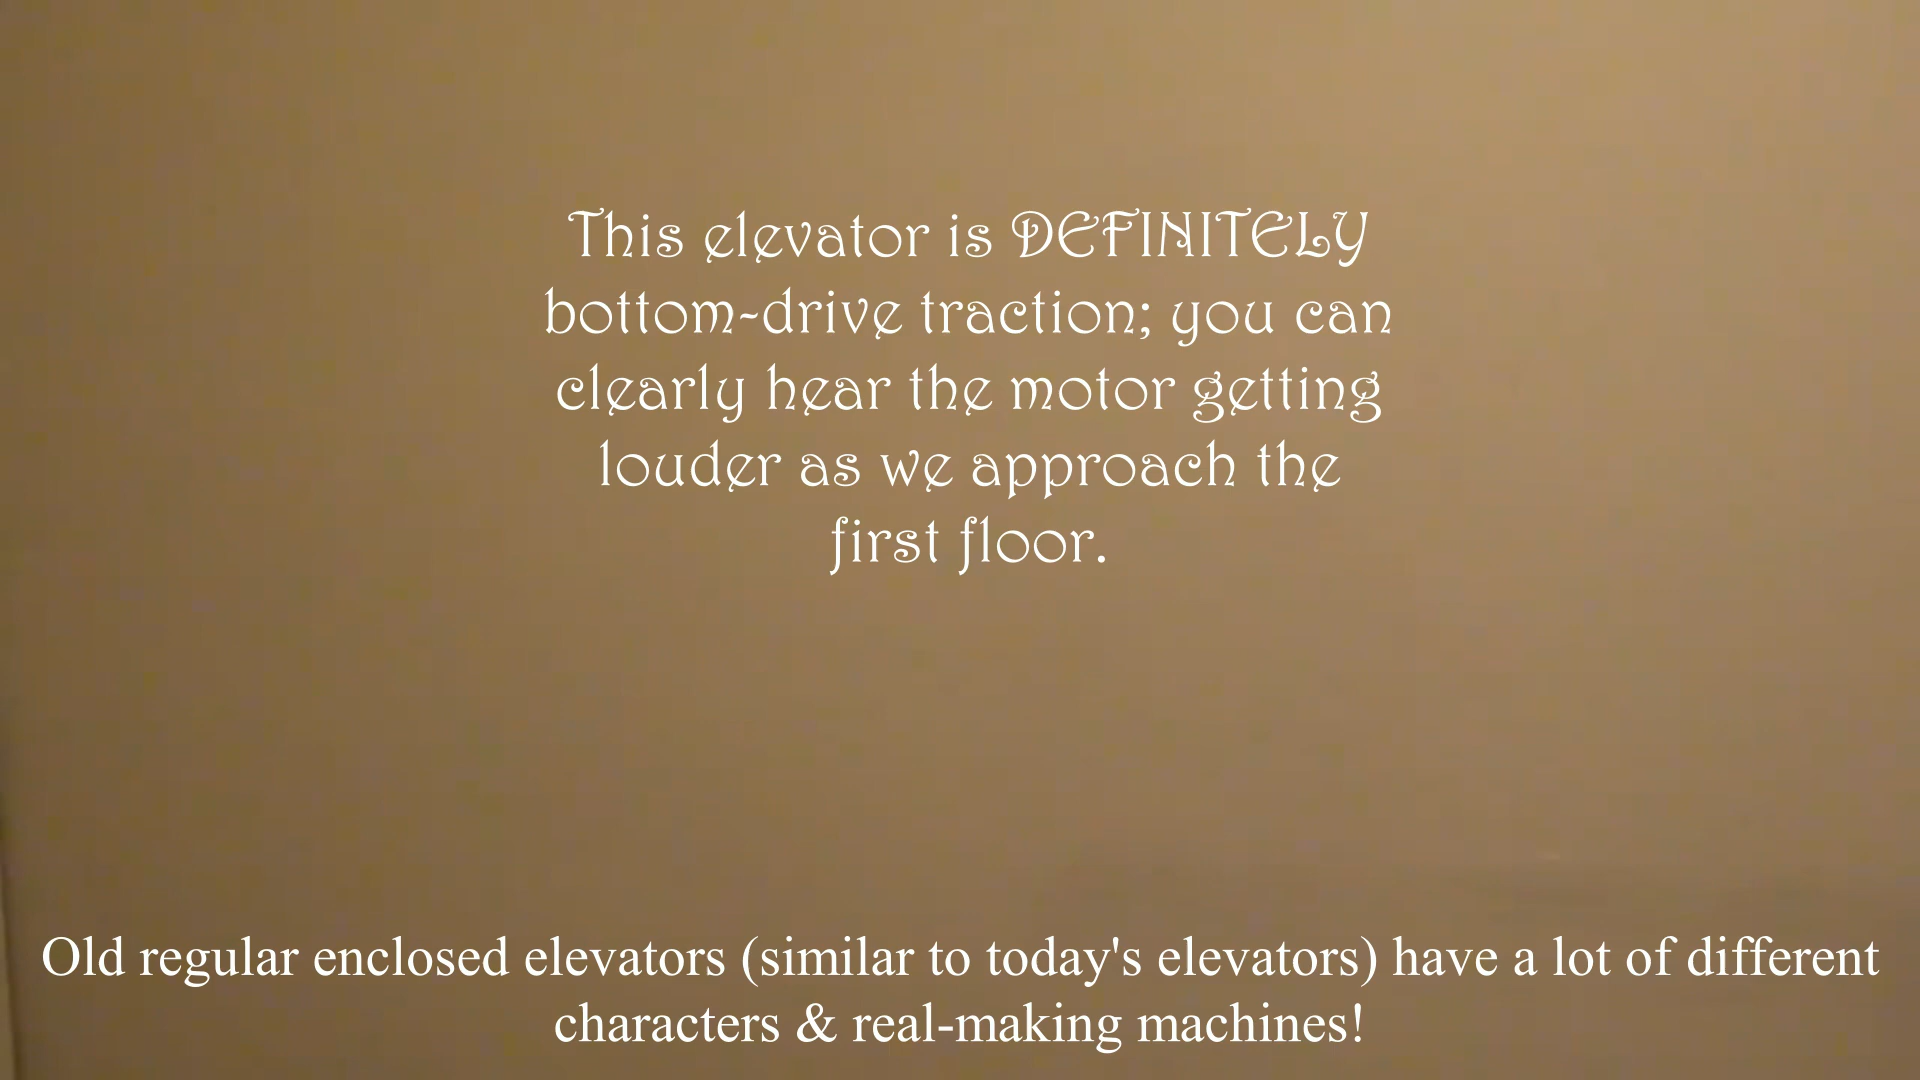 This elevator is DEFINITELY
bottom-drive traction; you can
clearly hear the motor getting
louder as we approach the
first floor.
Old regular enclosed elevators (similar to today's elevators) have a lot of different
characters & real-making machines!